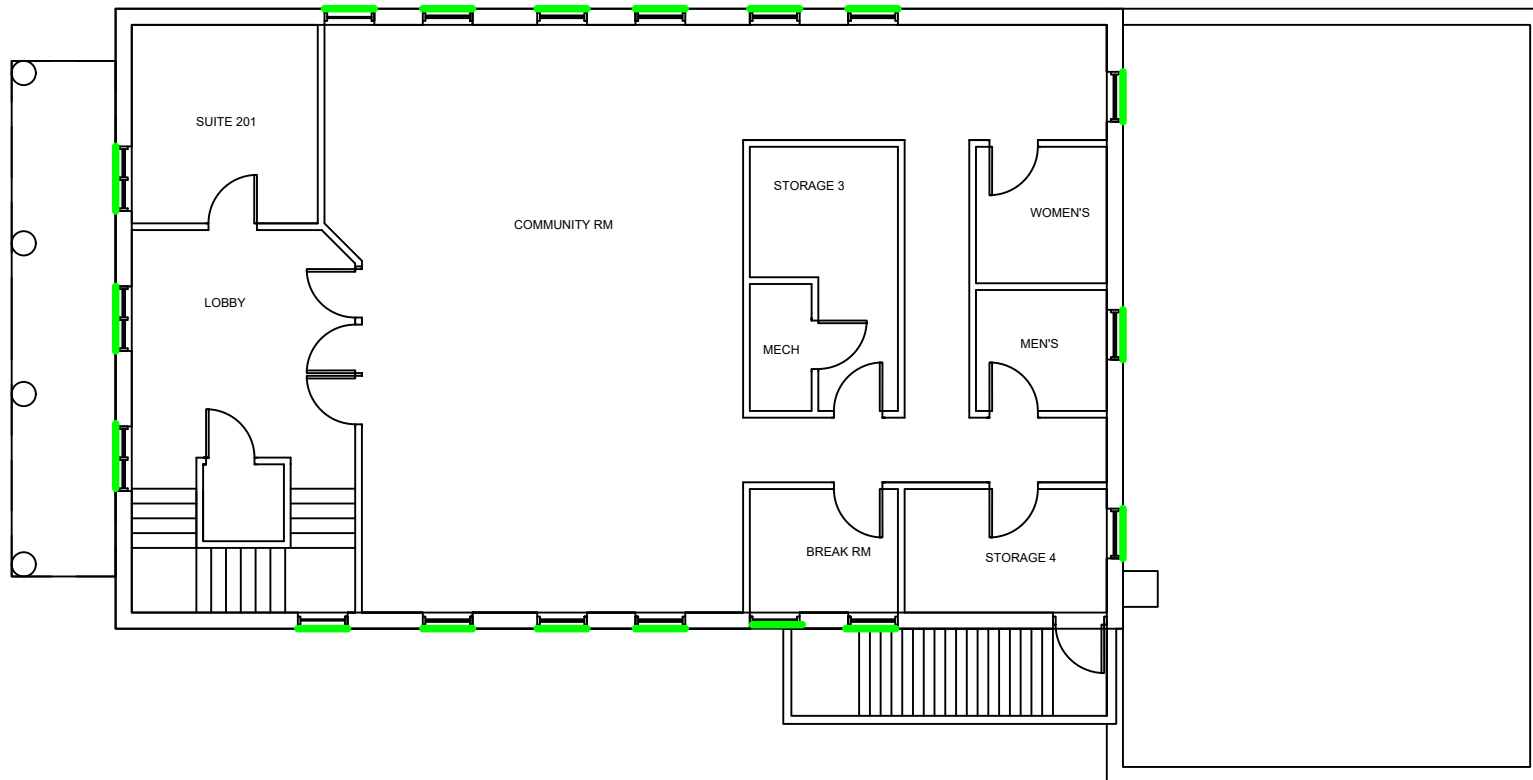 SUITE 201
STORAGE 3
WOMEN'S
COMMUNITY RM
LOBBY
MECH
MEN'S
BREAK RM
STORAGE 4